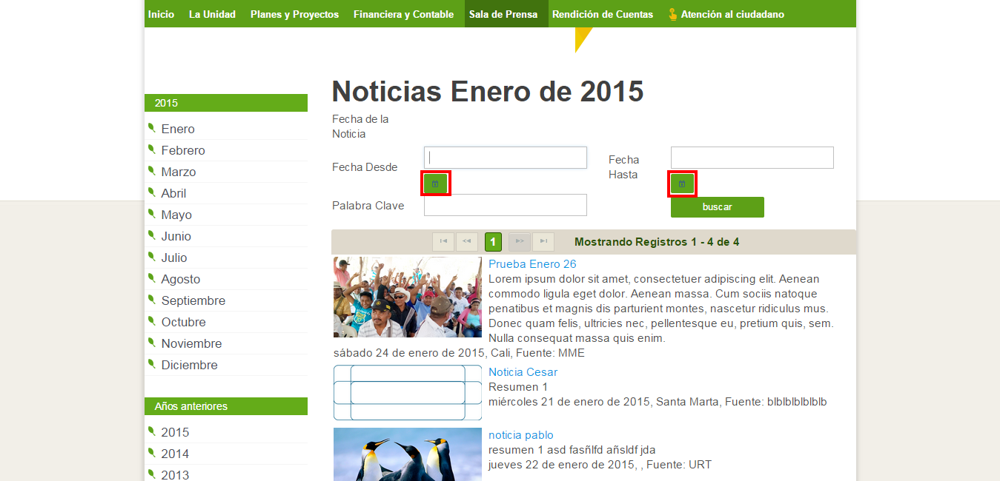 Inicio La Unidad Planes y Proyectos Financiera y Contable Sala de Prensa Rendición de Cuentas Atención al ciudadano
Noticias Enero de 2015
2015
Enero
Febrero
Marzo
Abril
Mayo
Junio
Julio
Agosto
Septiembre
Octubre
Noviembre
Diciembre
Años anteriores
2015
2014
2013
Fecha de la
Noticia
Fecha Desde
Fecha
Hasta
Palabra Clave
buscar
1 Mostrando Registros 1 - 4 de 4
Prueba Enero 26
Lorem ipsum dolor sit amet, consectetuer adipiscing elit. Aenean
commodo ligula eget dolor. Aenean massa. Cum sociis natoque
penatibus et magnis dis parturient montes, nascetur ridiculus mus.
Donec quam felis, ultricies nec, pellentesque eu, pretium quis, sem.
Nulla consequat massa quis enim.
sábado 24 de enero de 2015, Cali, Fuente: MME
Noticia Cesar
Resumen 1
miércoles 21 de enero de 2015, Santa Marta, Fuente: blblblblblblb
noticia pablo
resumen 1 asd fasñlfd añsldf jda
jueves 22 de enero de 2015, , Fuente: URT